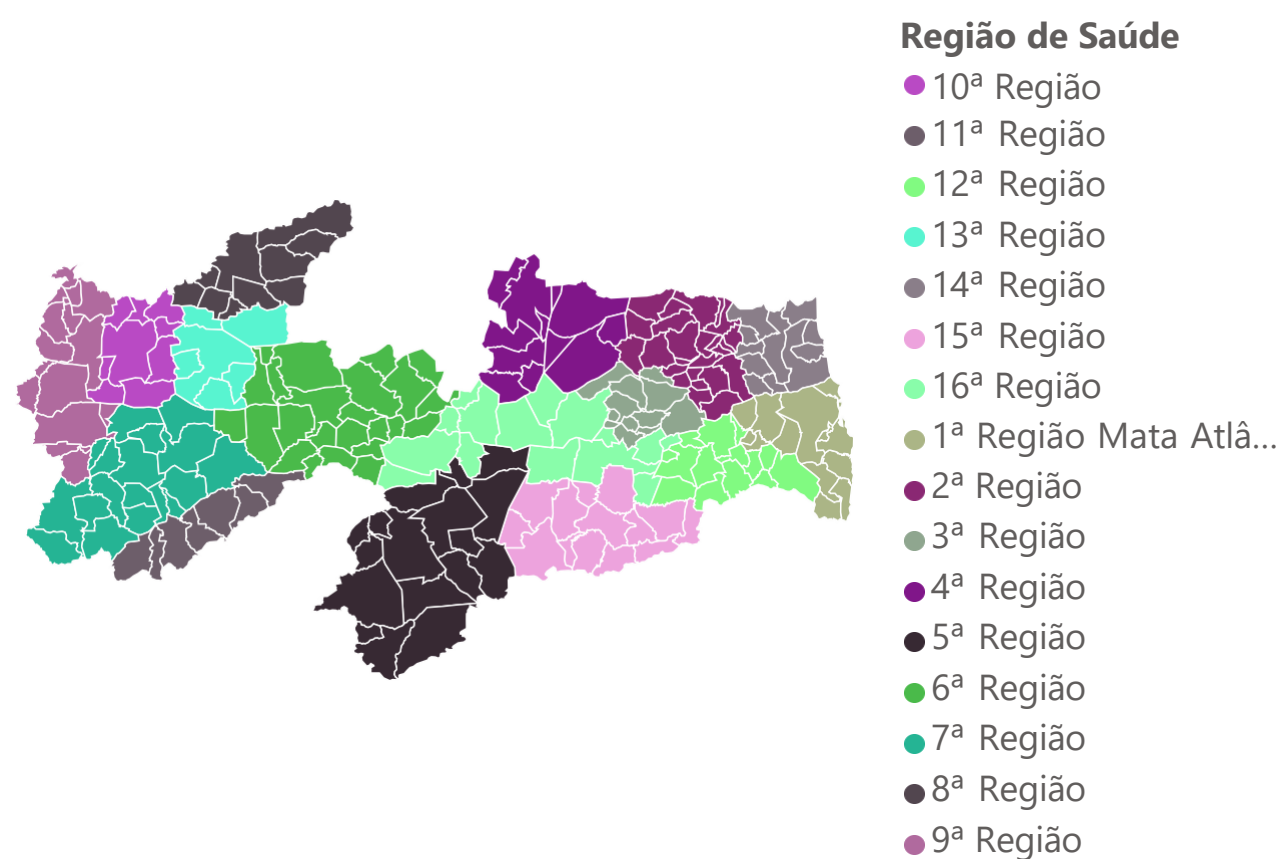 Região de Saúde
10ª Região
11ª Região
12ª Região
13ª Região
14ª Região
15ª Região
16ª Região
1ª Região Mata Atlâ...
2ª Região
3ª Região
4ª Região
5ª Região
6ª Região
7ª Região
8ª Região
9ª Região